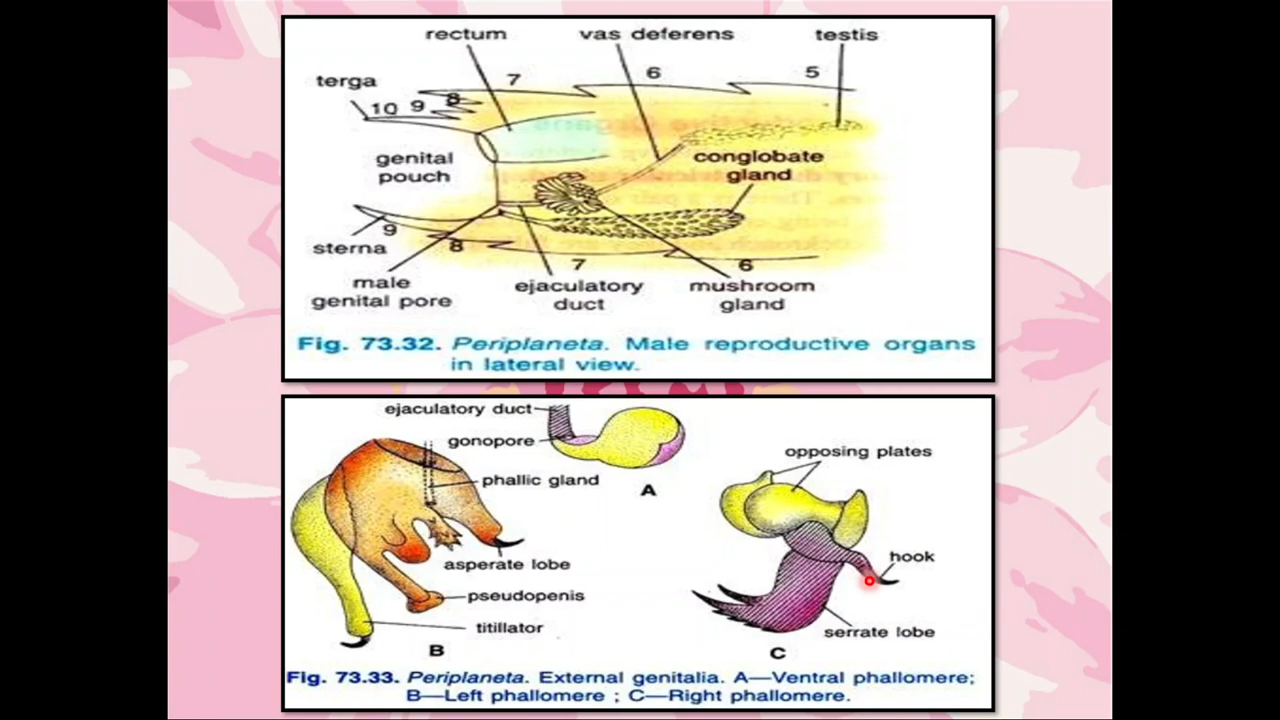 rectum vas deferens testis
terga 7 6 5
10 9 8
genital
pouch
conglobate
gland
sterna 9 8 7 6
male
genital pore
ejaculatory
duct
mushroom
gland
Fig. 73.32. Periplaneta. Male reproductive organs
in lateral view.
ejaculatory duct
gonopore
phallic gland
A
asperate lobe
pseudopenis
titillator
B
opposing plates
hook
serrate lobe
C
Fig. 73.33. Periplaneta. External genitalia. A—Ventral phallomere;
B—Left phallomere ; C—Right phallomere.